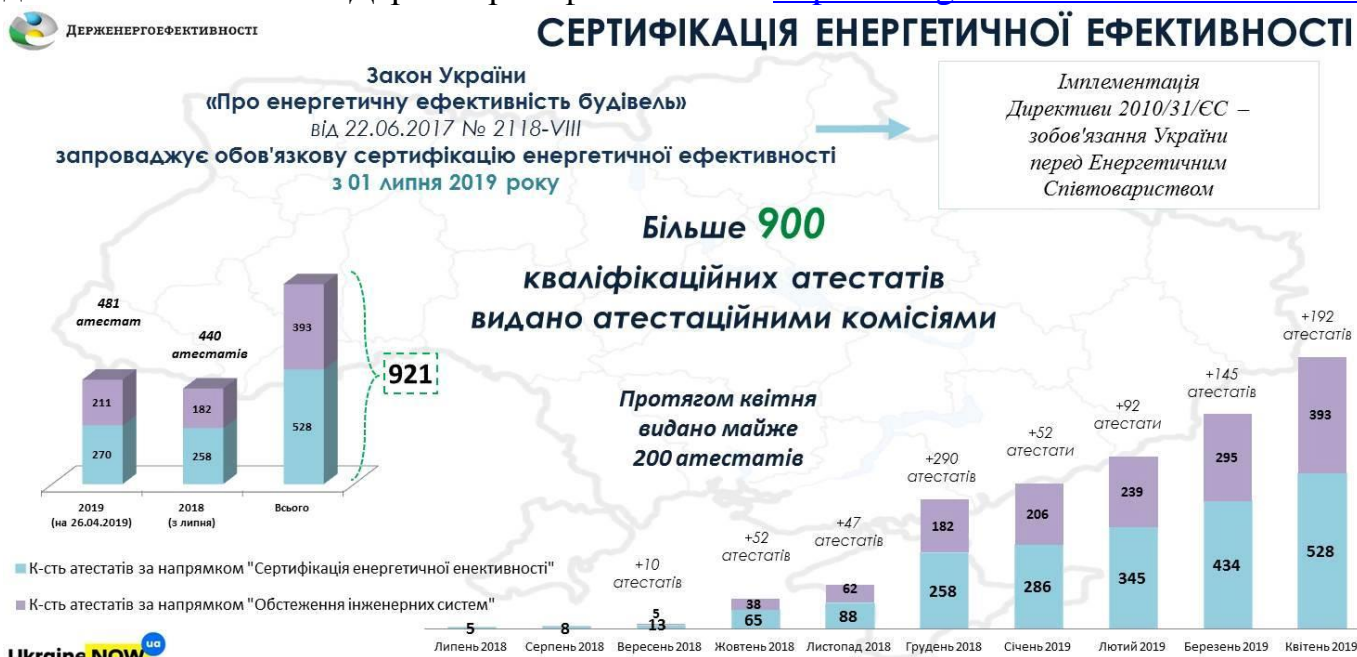 ДЕРЖЕНЕРГОЕФЕКТИВНОСТІ
СЕРТИФІКАЦІЯ ЕНЕРГЕТИЧНОЇ ЕФЕКТИВНОСТІ
Закон України
«Про енергетичну ефективність будівель»
від 22.06.2017 № 2118-VIII
запроваджує обов'язкову сертифікацію енергетичної ефективності
з 01 липня 2019 року
Імплементація
Директиви 2010/31/ЄС –
зобов'язання України
перед Енергетичним
Співтовариством
Більше 900
кваліфікаційних атестатів
видано атестаційними комісіями
Протягом квітня
видано майже
200 атестатів
481
атестат
440
атестатів
393
528
921
211
270
182
258
2019
(на 26.04.2019)
2018
(з липня)
Всього
К-сть атестатів за напрямком "Сертифікація енергетичної енективності"
К-сть атестатів за напрямком "Обстеження інженерних систем"
5
8
+10
атестатів
5
13
+52
атестатів
38
65
+47
атестатів
62
88
+290
атестатів
182
258
+52
атестати
206
286
+92
атестати
239
345
+145
атестатів
295
434
+192
атестатів
393
528
Липень 2018 Серпень 2018 Вересень 2018 Жовтень 2018 Листопад 2018 Грудень 2018 Січень 2019 Лютий 2019 Березень 2019 Квітень 2019
Ukraine NOW ua